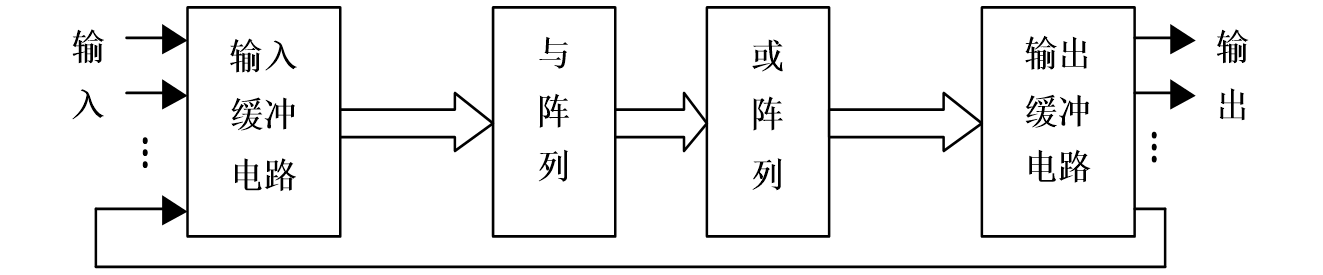 输
入
输入
缓冲
电路
与
阵
列
或
阵
列
输出
缓冲
电路
输
出